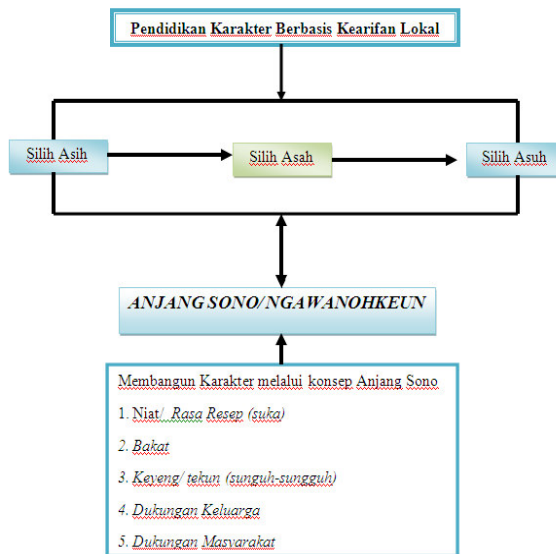 Pendidikan Karakter Berbasis Kearifan Lokal
Silih Asih
Silih Asah
Silih Asuh
ANJANG SONO/NGAWANOHKEUN
Membangun Karakter melalui konsep Anjang Sono
1. Niat/ Rasa Resep (suka)
2. Bakat
3. Keyeng/ tekun (sunguh-sungguh)
4. Dukungan Keluarga
5. Dukungan Masyarakat